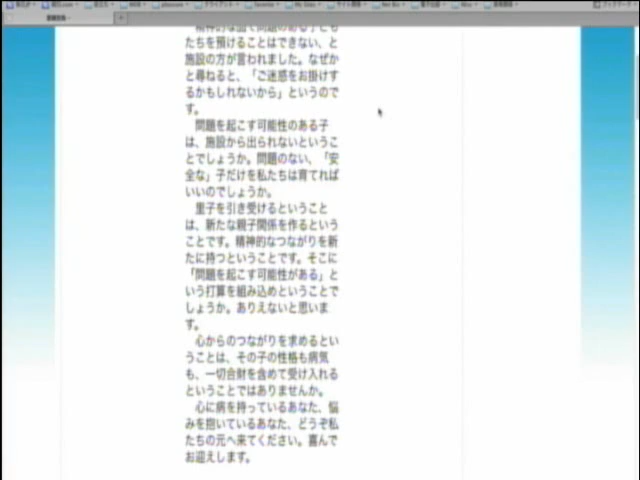 たちを預けることはできない、と
施設の方が言われました。なぜか
と尋ねると、「ご迷惑をお掛けす
るかもしれないから」というので
す。
問題を起こす可能性のある子
は、施設から出られないというこ
とでしょうか。問題のない、「安
全な」子だけを私たちは育てれば
いいのでしょうか。
里子を引き受けるということ
は、新たな親子関係を作るという
ことです。精神的なつながりを新
たに持つということです。そこに
「問題を起こす可能性がある」と
いう打算を組み込めということで
しょうか。ありえないと思いま
す。
心からのつながりを求めるとい
うことは、その子の性格も病気
も、一切合財を含めて受け入れる
ということではありませんか。
心に病を持っているあなた、悩
みを抱いているあなた、どうぞ私
たちの元へ来てください。喜んで
お迎えします。